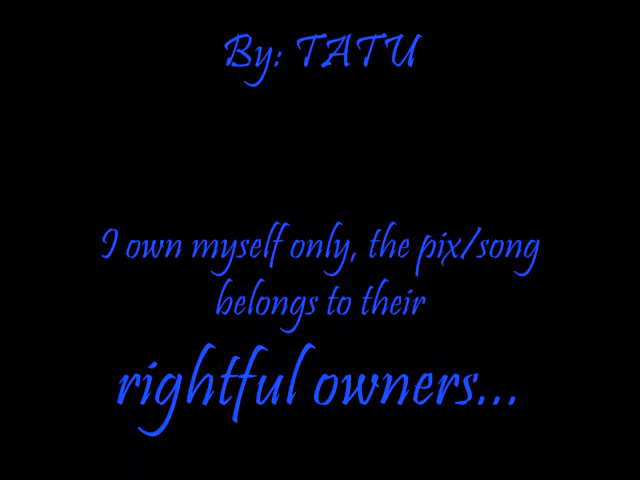 By: TATU
I own myself only, the pix/song
belongs to their
rightful owners...